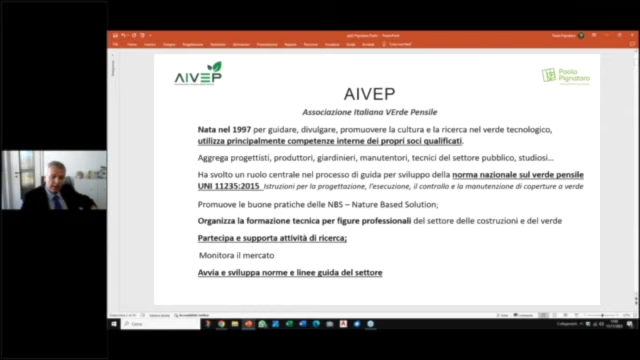 AIVEP
Paola
Pignataro
AIVEP
Associazione Italiana VErde Pensile
Nata nel 1997 per guidare, divulgare, promuovere la cultura e la ricerca nel verde tecnologico,
utilizza principalmente competenze interne dei propri soci qualificati.
Aggrega progettisti, produttori, giardinieri, manutentori, tecnici del settore pubblico, studiosi...
Ha svolto un ruolo centrale nel processo di guida per sviluppo della norma nazionale sul verde pensile
UNI 11235:2015 Istruzioni per la progettazione, l'esecuzione, il controllo e la manutenzione di coperture a verde
Promuove le buone pratiche delle NBS – Nature Based Solution;
Organizza la formazione tecnica per figure professionali del settore delle costruzioni e del verde
Partecipa e supporta attività di ricerca;
Monitora il mercato
Avvia e sviluppa norme e linee guida del settore
Cerca